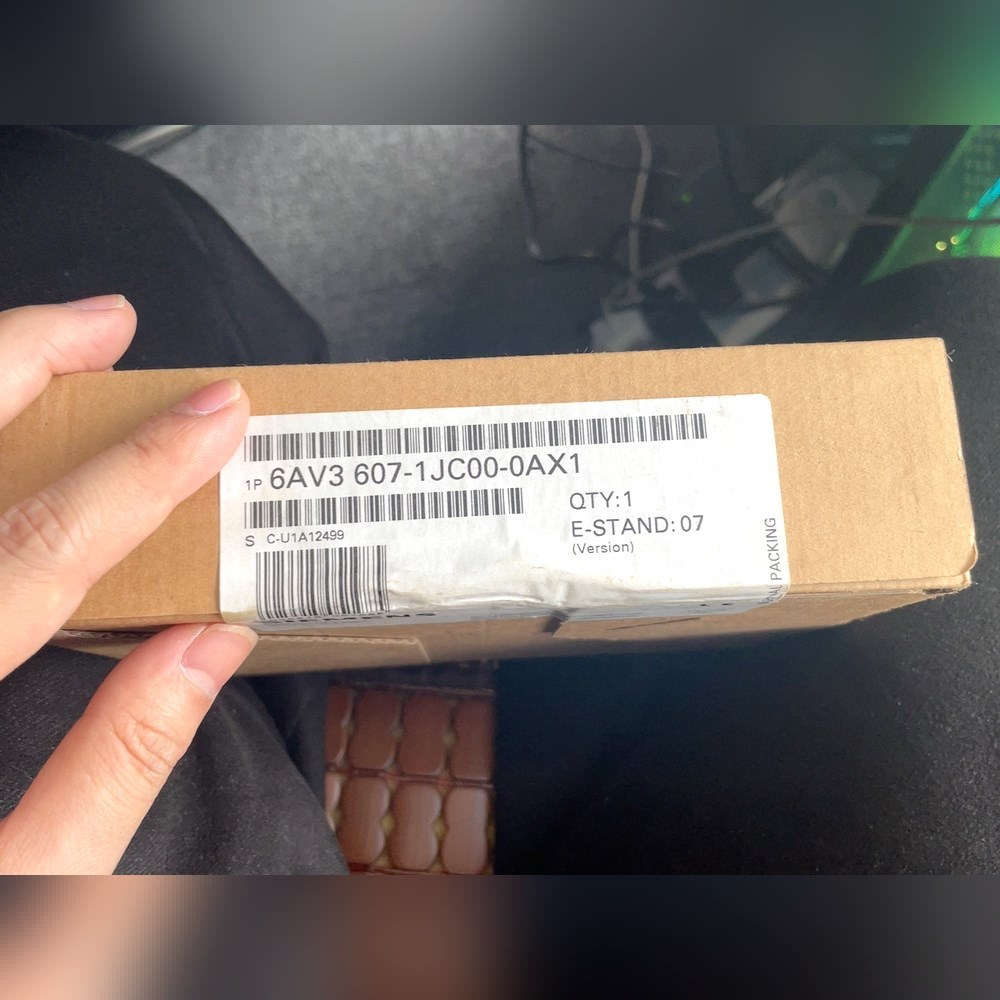 1P 6AV3 607-1JC00-0AX1
QTY:1
S C-U1A12499
E-STAND: 07
(Version)
PACKING